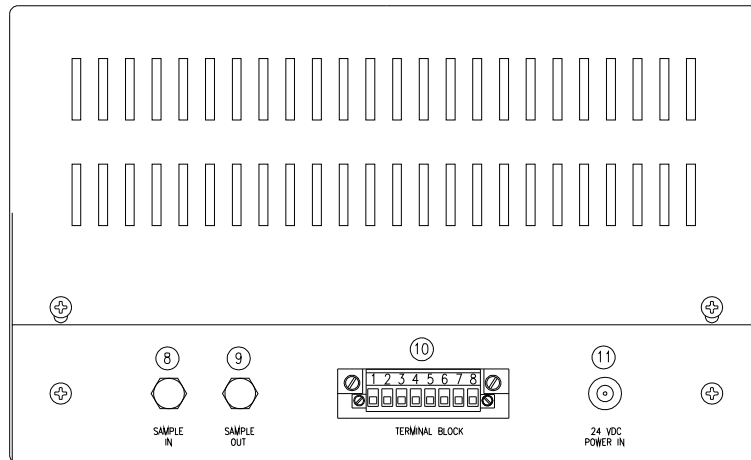 8 9 10 11
1 2 3 4 5 6 7 8
SAMPLE IN
SAMPLE OUT
TERMINAL BLOCK
24 VDC
POWER IN